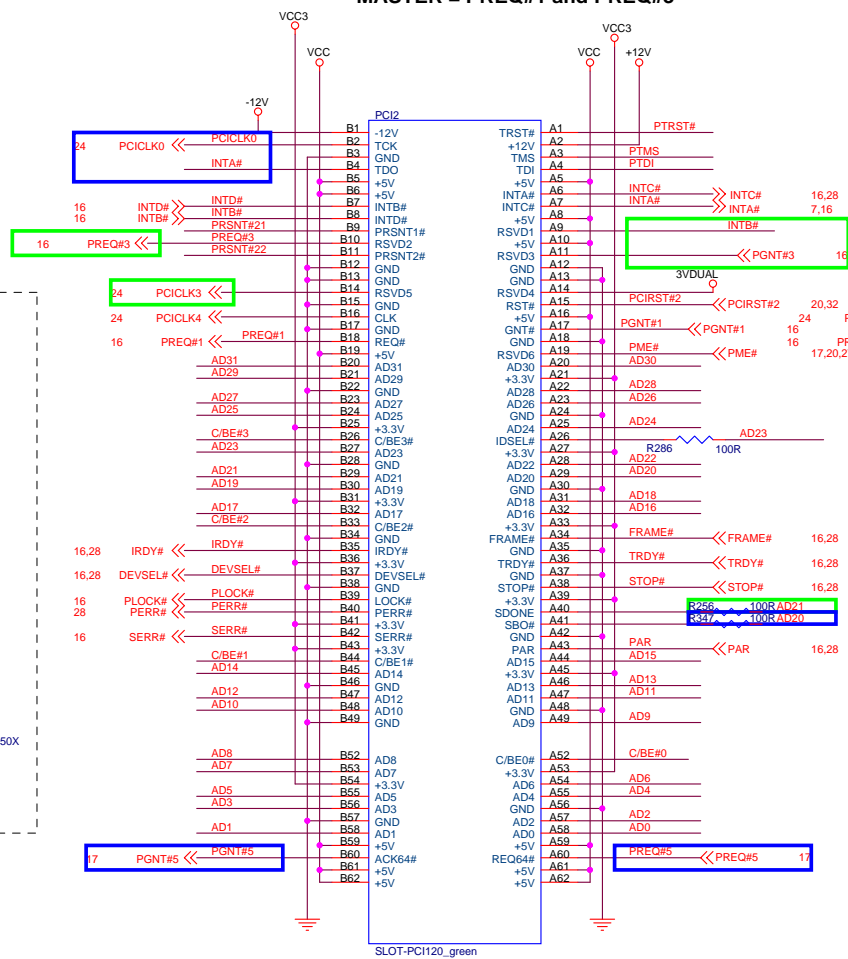 MASTER = and
VCC3 VCC3
VCC VCC +12V
-12V
PCI2
B1 -12V TRST# A1 PTRST#
24 PCICLK0 PCICLK0 B2 TCK +12V A2
B3 GND TMS A3 PTMS
INTA# B4 TDO TDI A4 PTDI
B5 +5V +5V A5
B6 +5V INTA# A6 INTC# INTC# 16,28
16 INTD# INTD# B7 INTB# INTC# A7 INTA# INTA# 7,16
16 INTB# INTB# B8 INTD# +5V A8
PRSNT#21 B9 PRSNT1# RSVD1 A9 INTB#
16 PREQ#3 PREQ#3 B10 RSVD2 +5V A10
PRSNT#22 B11 PRSNT2# RSVD3 A11 PGNT#3 16
B12 GND GND A12
B13 GND GND A13 3VDUAL
24 PCICLK3 B14 RSVD5 RSVD4 A14
B15 GND RST# A15 PCIRST#2 PCIRST#2 20,32
24 PCICLK4 B16 CLK +5V A16 24
B17 GND GNT# A17 PGNT#1 PGNT#1 16
16 PREQ#1 PREQ#1 B18 REQ# GND A18 16
B19 +5V RSVD6 A19 PME# PME#
AD31 B20 AD31 AD30 A20 AD30
AD29 B21 AD29 +3.3V A21
B22 GND AD28 A22 AD28
AD27 B23 AD27 AD26 A23 AD26
AD25 B24 AD25 GND A24
B25 +3.3V AD24 A25 AD24
C/BE#3 B26 C/BE3# IDSEL# A26 R286 100R AD23
AD23 B27 AD23 +3.3V A27
B28 GND AD22 A28 AD22
AD21 B29 AD21 AD20 A29 AD20
AD19 B30 AD19 GND A30
B31 +3.3V AD18 A31 AD18
AD17 B32 AD17 AD16 A32 AD16
C/BE#2 B33 C/BE2# +3.3V A33
B34 GND FRAME# A34 FRAME# FRAME# 16,28
16,28 IRDY# IRDY# B35 IRDY# GND A35
B36 +3.3V TRDY# A36 TRDY# TRDY# 16,28
16,28 DEVSEL# DEVSEL# B37 DEVSEL# GND A37
B38 GND STOP# A38 STOP# STOP# 16,28
16 PLOCK# PLOCK# B39 LOCK# +3.3V A39
28 PERR# PERR# B40 PERR# SDONE A40 R256 100R AD21
B41 +3.3V SBO# A41 R347 100R AD20
16 SERR# SERR# B42 SERR# GND A42
B43 +3.3V PAR A43 PAR PAR 16,28
C/BE#1 B44 C/BE1# AD15 A44 AD15
AD14 B45 AD14 +3.3V A45
B46 GND AD13 A46 AD13
AD12 B47 AD12 AD11 A47 AD11
AD10 B48 AD10 GND A48
B49 GND AD9 A49 AD9
50X
AD8 B52 AD8 C/BE0# A52 C/BE#0
AD7 B53 AD7 +3.3V A53
B54 +3.3V AD6 A54 AD6
AD5 B55 AD5 AD4 A55 AD4
AD3 B56 AD3 GND A56
B57 GND AD2 A57 AD2
AD1 B58 AD1 AD0 A58 AD0
B59 +5V +5V A59
17 PGNT#5 PGNT#5 B60 ACK64# REQ64# A60 PREQ#5 PREQ#5 17
B61 +5V +5V A61
B62 +5V +5V A62
SLOT-PCI120_green